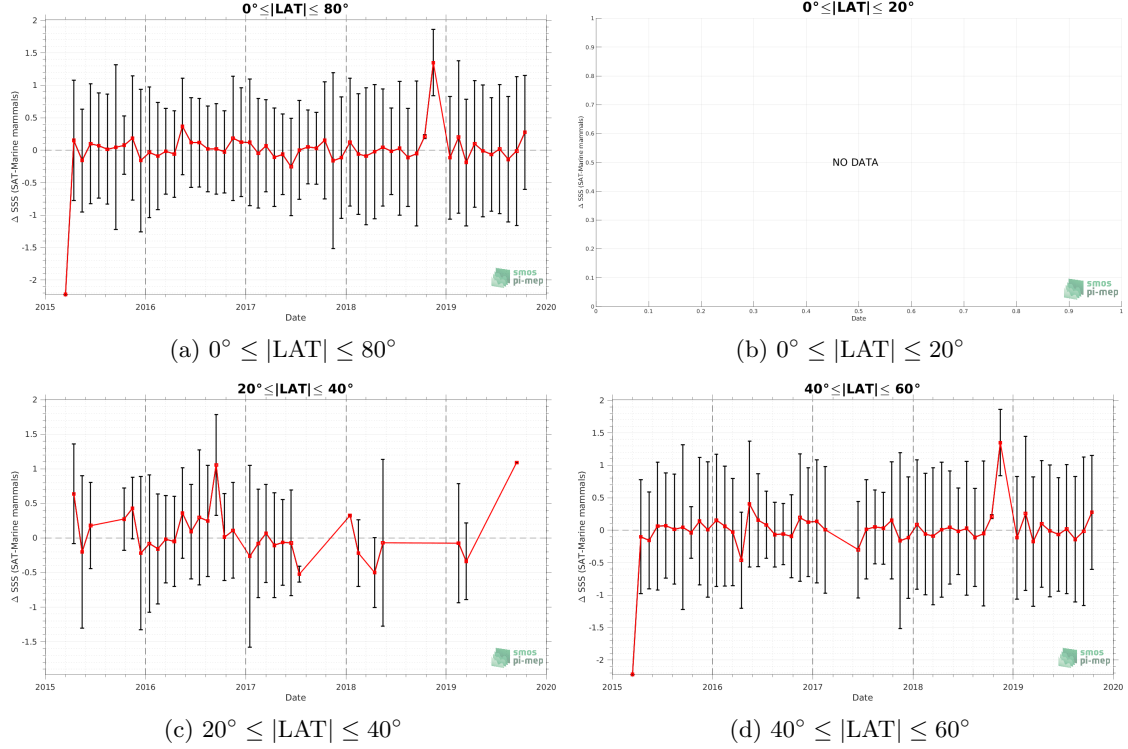 0°≤|LAT|≤ 80°
2
1.5
1
0.5
0
-0.5
-1
-1.5
-2
Δ SSS (SAT-Marine mammals)
2015 2016 2017 2018 2019 2020
Date
smos
pi-mep
(a) 0° ≤ |LAT| ≤ 80°
0°≤|LAT|≤ 20°
1
0.9
0.8
0.7
0.6
0.5
0.4
0.3
0.2
0.1
0
Δ SSS (SAT-Marine mammals)
NO DATA
0 0.1 0.2 0.3 0.4 0.5 0.6 0.7 0.8 0.9 1
Date
smos
pi-mep
(b) 0° ≤ |LAT| ≤ 20°
20°≤|LAT|≤ 40°
2
1.5
1
0.5
0
-0.5
-1
-1.5
Δ SSS (SAT-Marine mammals)
2015 2016 2017 2018 2019 2020
Date
smos
pi-mep
(c) 20° ≤ |LAT| ≤ 40°
40°≤|LAT|≤ 60°
2
1.5
1
0.5
0
-0.5
-1
-1.5
-2
Δ SSS (SAT-Marine mammals)
2015 2016 2017 2018 2019 2020
Date
smos
pi-mep
(d) 40° ≤ |LAT| ≤ 60°